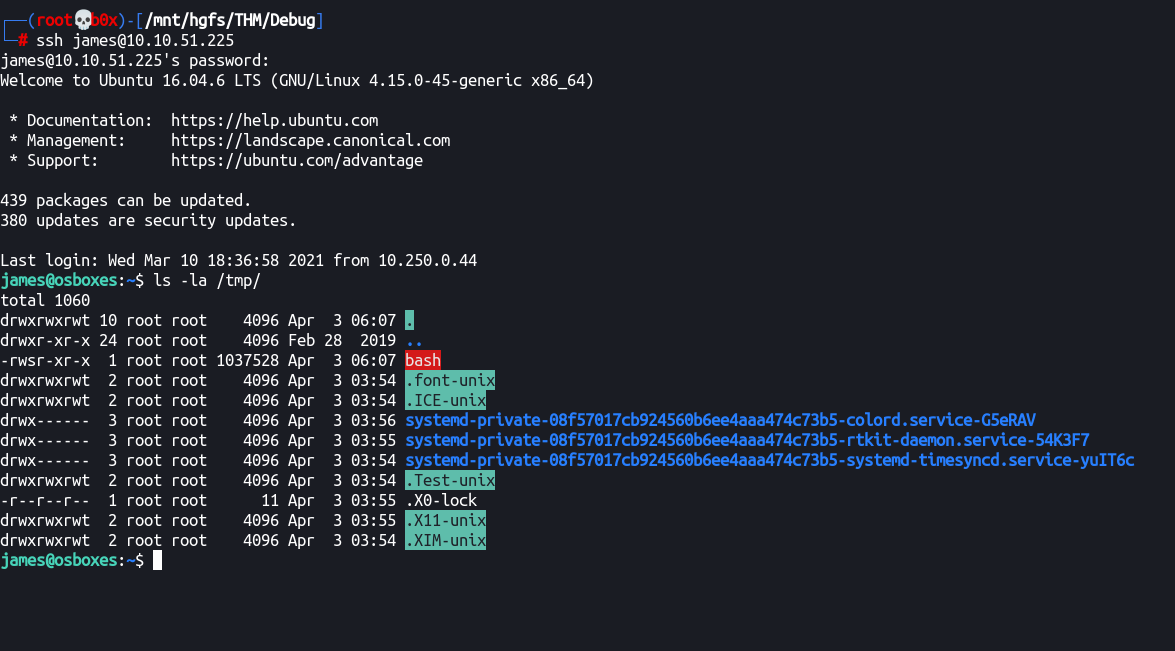 ┌──(root💀b0x)-[/mnt/hgfs/THM/Debug]
└─# ssh james@10.10.51.225
james@10.10.51.225's password:
Welcome to Ubuntu 16.04.6 LTS (GNU/Linux 4.15.0-45-generic x86_64)
 * Documentation:  https://help.ubuntu.com
 * Management:     https://landscape.canonical.com
 * Support:        https://ubuntu.com/advantage
439 packages can be updated.
380 updates are security updates.
Last login: Wed Mar 10 18:36:58 2021 from 10.250.0.44
james@osboxes:~$ ls -la /tmp/
total 1060
drwxrwxrwt 10 root root    4096 Apr  3 06:07 .
drwxr-xr-x 24 root root    4096 Feb 28  2019 ..
-rwsr-xr-x  1 root root 1037528 Apr  3 06:07 bash
drwxrwxrwt  2 root root    4096 Apr  3 03:54 .font-unix
drwxrwxrwt  2 root root    4096 Apr  3 03:54 .ICE-unix
drwx------  3 root root    4096 Apr  3 03:56 systemd-private-08f57017cb924560b6ee4aaa474c73b5-colord.service-G5eRAV
drwx------  3 root root    4096 Apr  3 03:55 systemd-private-08f57017cb924560b6ee4aaa474c73b5-rtkit-daemon.service-54K3F7
drwx------  3 root root    4096 Apr  3 03:54 systemd-private-08f57017cb924560b6ee4aaa474c73b5-systemd-timesyncd.service-yuIT6c
drwxrwxrwt  2 root root    4096 Apr  3 03:54 .Test-unix
-r--r--r--  1 root root      11 Apr  3 03:55 .X0-lock
drwxrwxrwt  2 root root    4096 Apr  3 03:55 .X11-unix
drwxrwxrwt  2 root root    4096 Apr  3 03:54 .XIM-unix
james@osboxes:~$